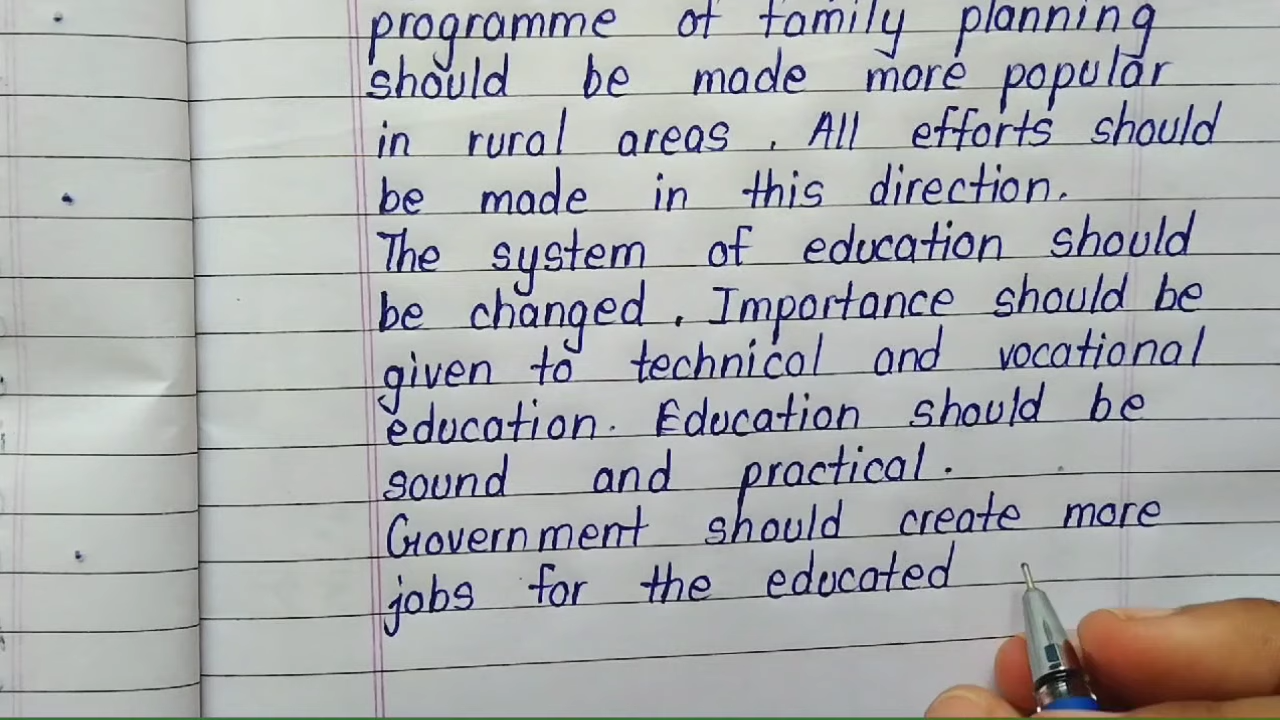 programme of family planning
should be made more popular
in rural areas . All efforts should
be made in this direction.
The system of education should
be changed . Importance should be
given to technical and vocational
education. Education should be
sound and practical.
Government should create more
jobs for the educated